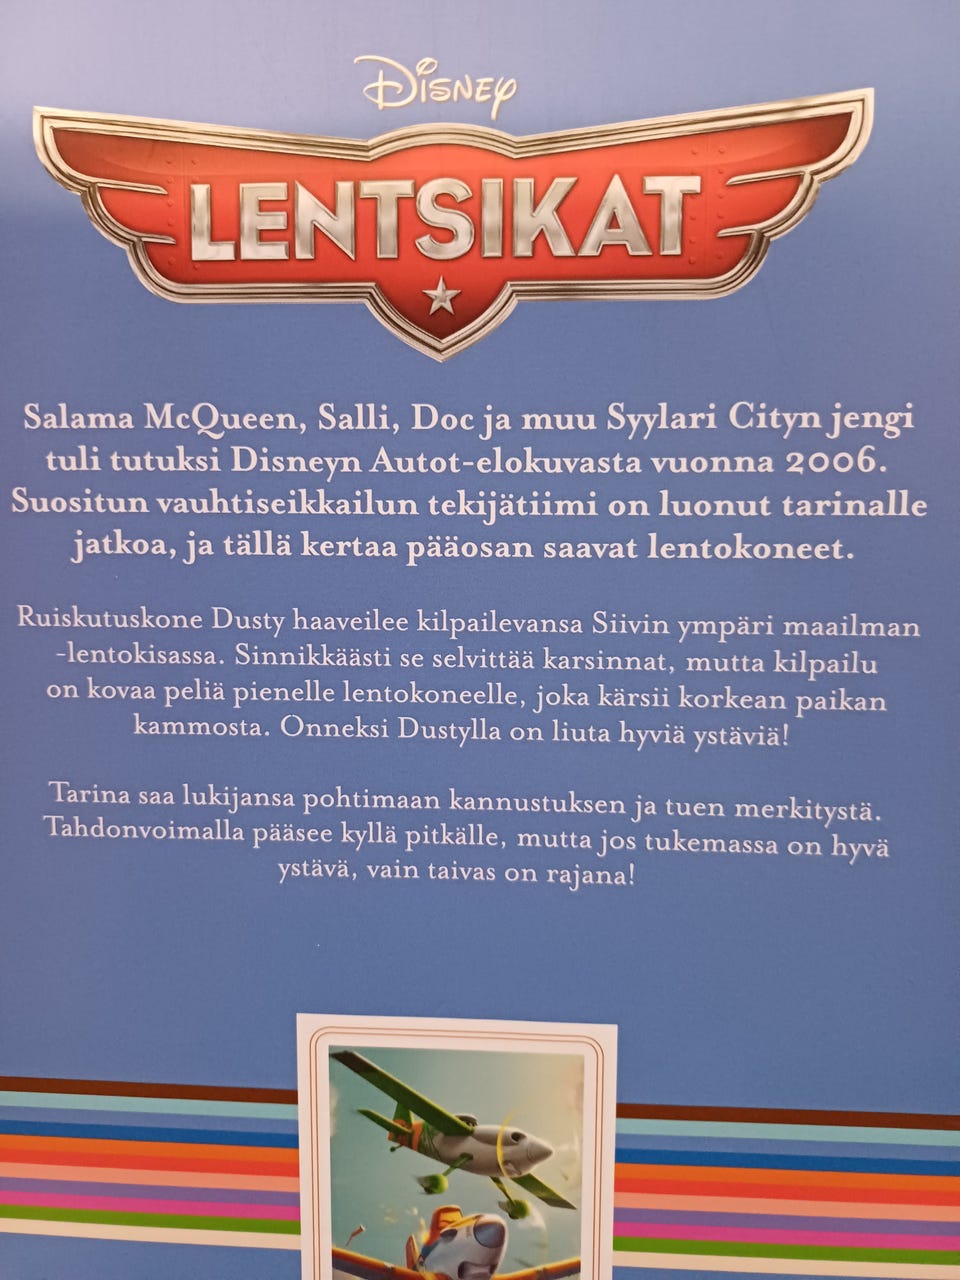 Disney
LENTSIKAT
Salama McQueen, Salli, Doc ja muu Syylari Cityn jengi
tuli tutuksi Disneyn Autot-elokuvasta vuonna 2006.
Suositun vauhtiseikkailun tekijätiimi on luonut tarinalle
jatkoa, ja tällä kertaa pääosan saavat lentokoneet.
Ruiskutuskone Dusty haaveilee kilpailevansa Siivin ympäri maailman
-lentokisassa. Sinnikkäästi se selvittää karsinnat, mutta kilpailu
on kovaa peliä pienelle lentokoneelle, joka kärsii korkean paikan
kammosta. Onneksi Dustylla on liuta hyviä ystäviä!
Tarina saa lukijansa pohtimaan kannustuksen ja tuen merkitystä.
Tahdonvoimalla pääsee kyllä pitkälle, mutta jos tukemassa on hyvä
ystävä, vain taivas on rajana!